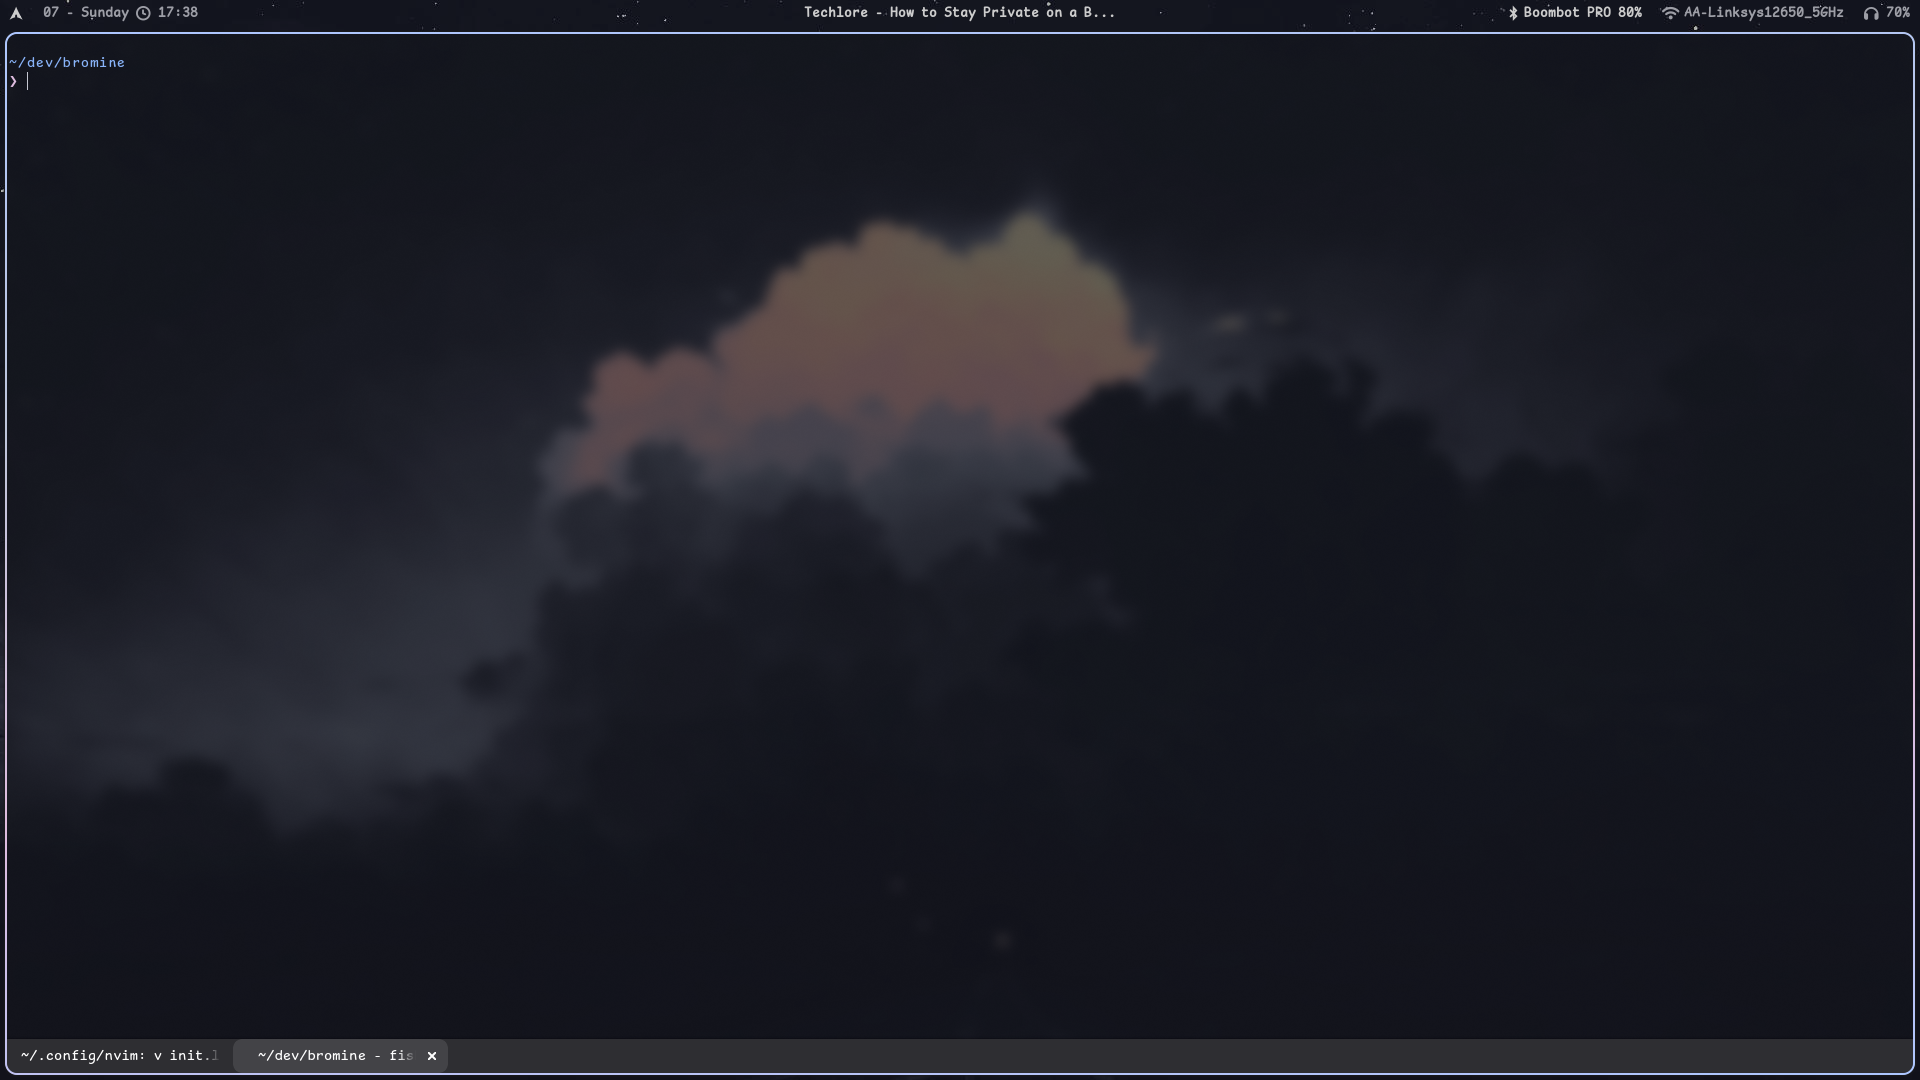 07 - Sunday 17:38
Techlore - How to Stay Private on a B...
Boombot PRO 80%
AA-Linksys12650_5GHz
70%
~/dev/bromine
❯
~/.config/nvim: v init.l
~/dev/bromine - fis